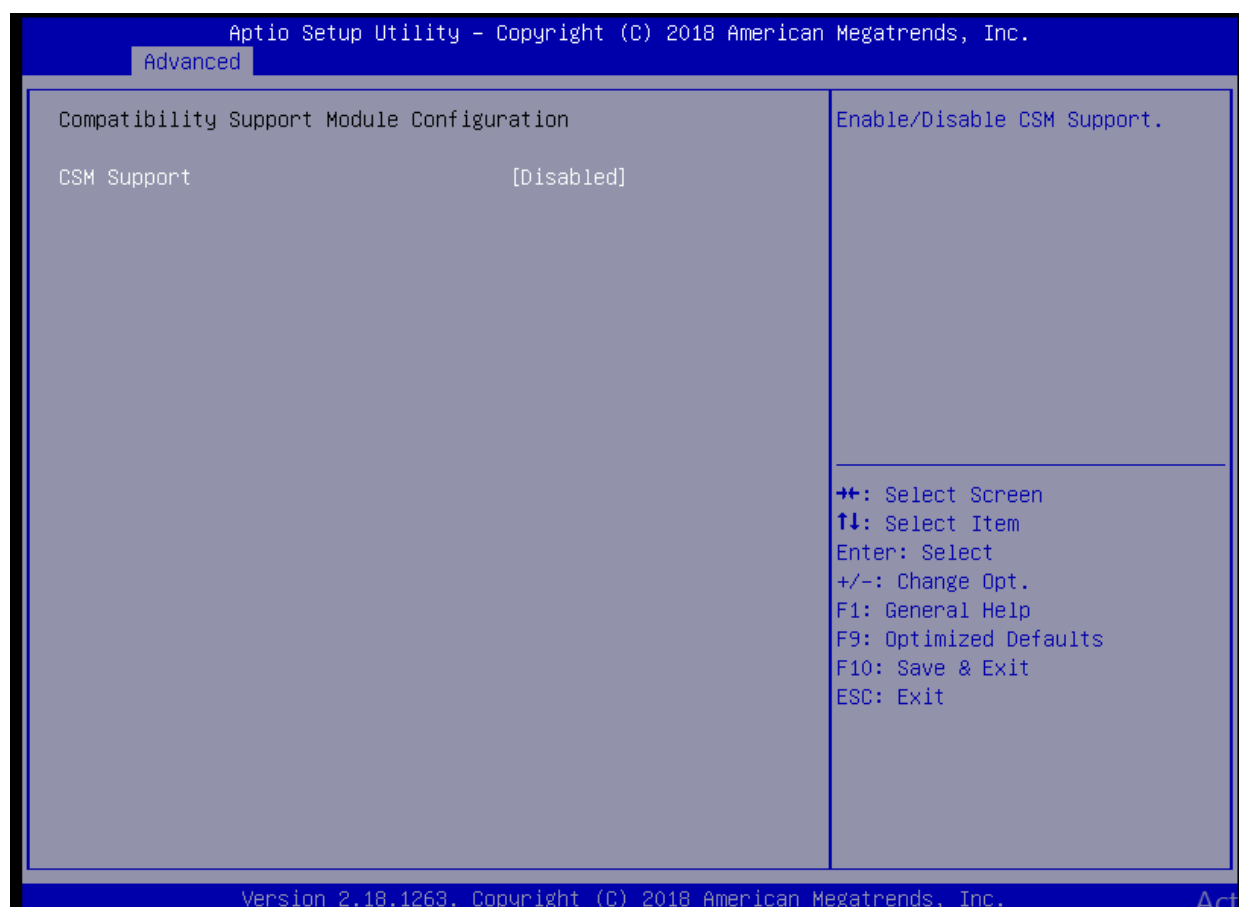 Aptio Setup Utility – Copyright (C) 2018 American Megatrends, Inc.
Advanced
Compatibility Support Module Configuration
CSM Support [Disabled]
Enable/Disable CSM Support.
→←: Select Screen
↑↓: Select Item
Enter: Select
+/-: Change Opt.
F1: General Help
F9: Optimized Defaults
F10: Save & Exit
ESC: Exit
Version 2.18.1263. Copyright (C) 2018 American Megatrends, Inc.
Act